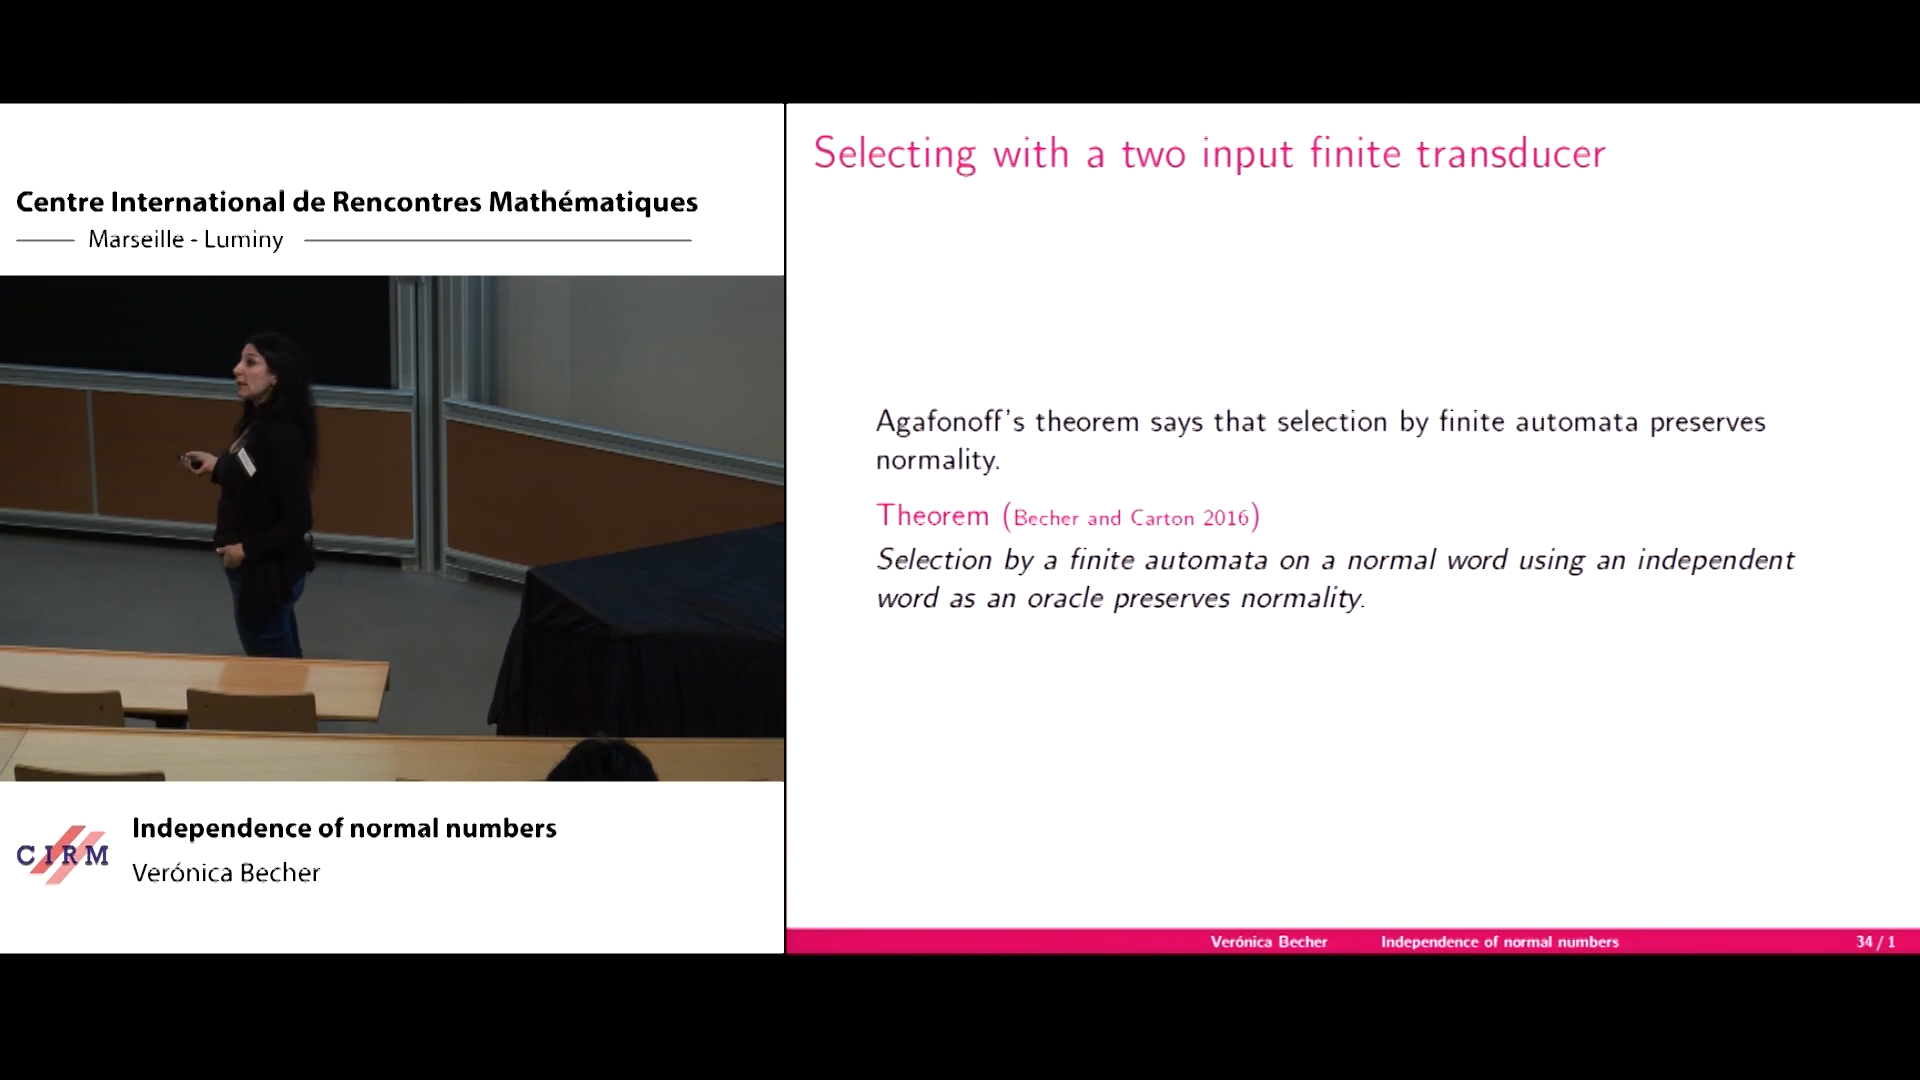 Centre International de Rencontres Mathématiques
Marseille - Luminy
Selecting with a two input finite transducer
Agafonoff's theorem says that selection by finite automata preserves
normality.
Theorem (Becher and Carton 2016)
Selection by a finite automata on a normal word using an independent
word as an oracle preserves normality.
CIRM
Independence of normal numbers
Verónica Becher
Verónica Becher Independence of normal numbers 34 / 1